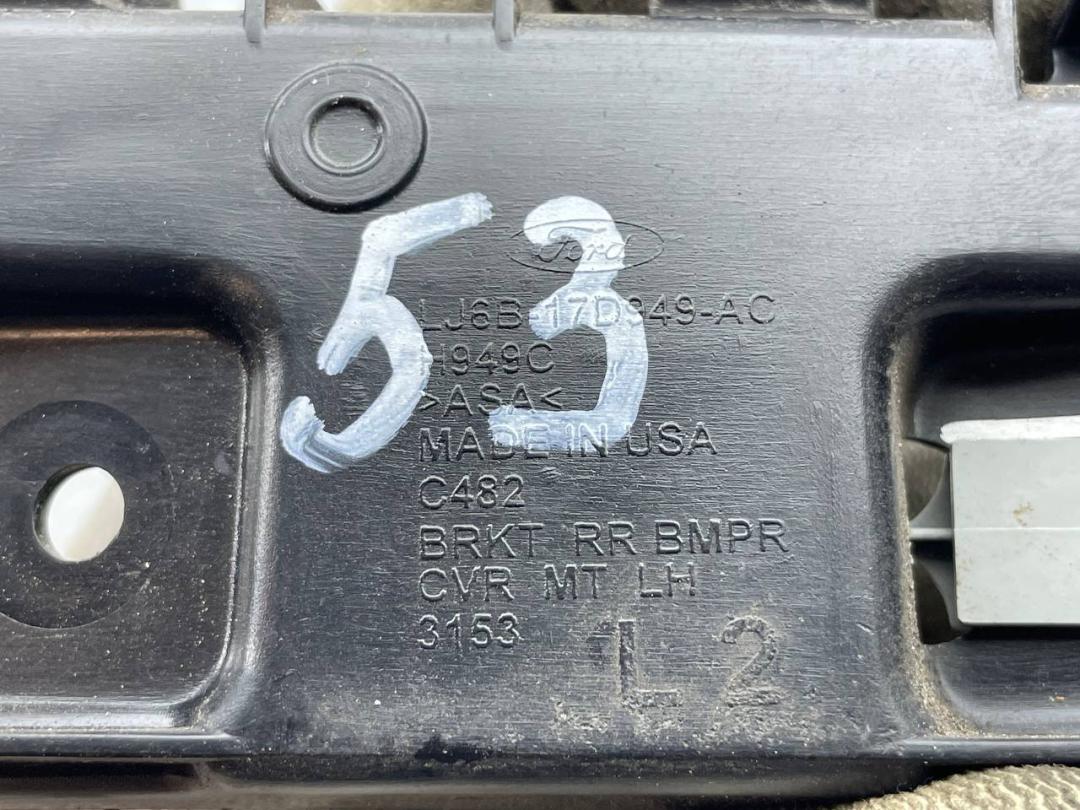 53
Ford
LJ6B-17D949-AC
H949C
>ASA<
MADE IN USA
C482
BRKT RR BMPR
CVR MT LH
3153
L2